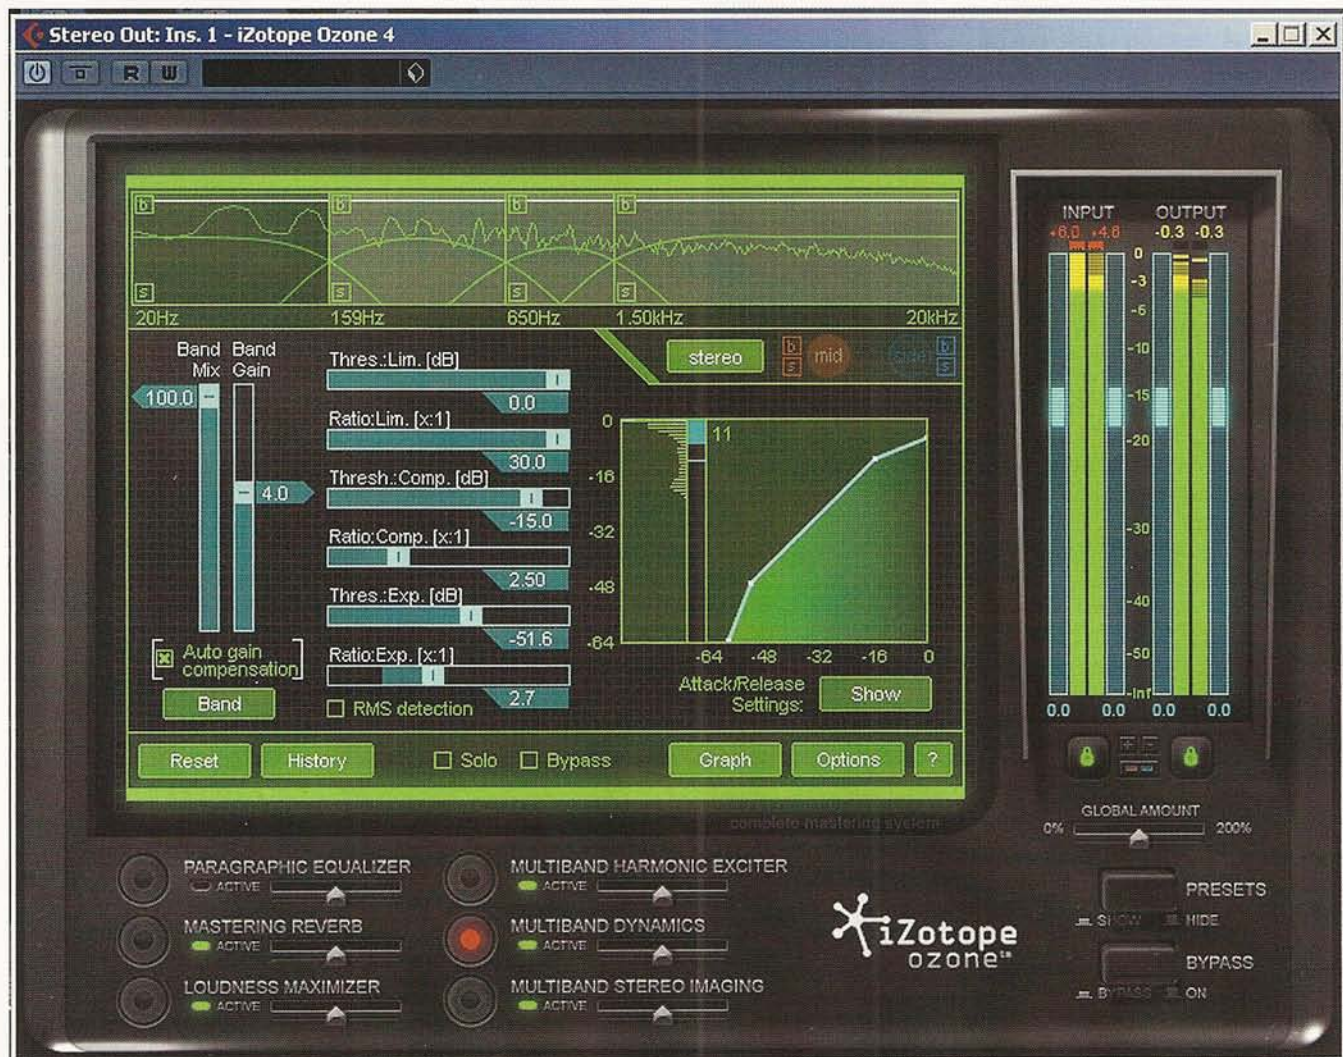 Stereo Out: Ins. 1 - iZotope Ozone 4
R W
b b b b
s s s s
20Hz 159Hz 650Hz 1.50kHz 20kHz
stereo b s mid side b s
Band Mix
Band Gain
100.0
4.0
Auto gain compensation
Band
Thres.:Lim. [dB]
0.0
Ratio:Lim. [x:1]
30.0
Thresh.:Comp. [dB]
-15.0
Ratio:Comp. [x:1]
2.50
Thres.:Exp. [dB]
-51.6
Ratio:Exp. [x:1]
2.7
RMS detection
0
-16
-32
-48
-64
11
-64 -48 -32 -16 0
Attack/Release Settings:
Show
Reset History Solo Bypass Graph Options ?
complete mastering system
INPUT OUTPUT
+6.0 +4.6 -0.3 -0.3
0
-3
-6
-10
-15
-20
-30
-40
-50
-Inf
0.0 0.0 0.0 0.0
+ -
GLOBAL AMOUNT
0% 200%
PRESETS
SHOW HIDE
BYPASS
BYPASS ON
PARAGRAPHIC EQUALIZER
ACTIVE
MASTERING REVERB
ACTIVE
LOUDNESS MAXIMIZER
ACTIVE
MULTIBAND HARMONIC EXCITER
ACTIVE
MULTIBAND DYNAMICS
ACTIVE
MULTIBAND STEREO IMAGING
ACTIVE
iZotope
ozone™